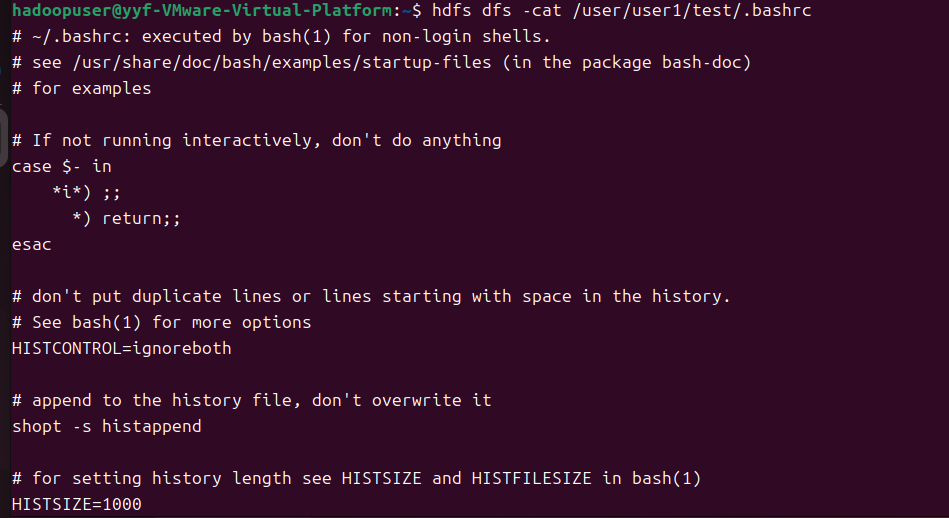 hadoopuser@yyf-VMware-Virtual-Platform:~$ hdfs dfs -cat /user/user1/test/.bashrc
# ~/.bashrc: executed by bash(1) for non-login shells.
# see /usr/share/doc/bash/examples/startup-files (in the package bash-doc)
# for examples

# If not running interactively, don't do anything
case $- in
    *i*) ;;
      *) return;;
esac

# don't put duplicate lines or lines starting with space in the history.
# See bash(1) for more options
HISTCONTROL=ignoreboth

# append to the history file, don't overwrite it
shopt -s histappend

# for setting history length see HISTSIZE and HISTFILESIZE in bash(1)
HISTSIZE=1000